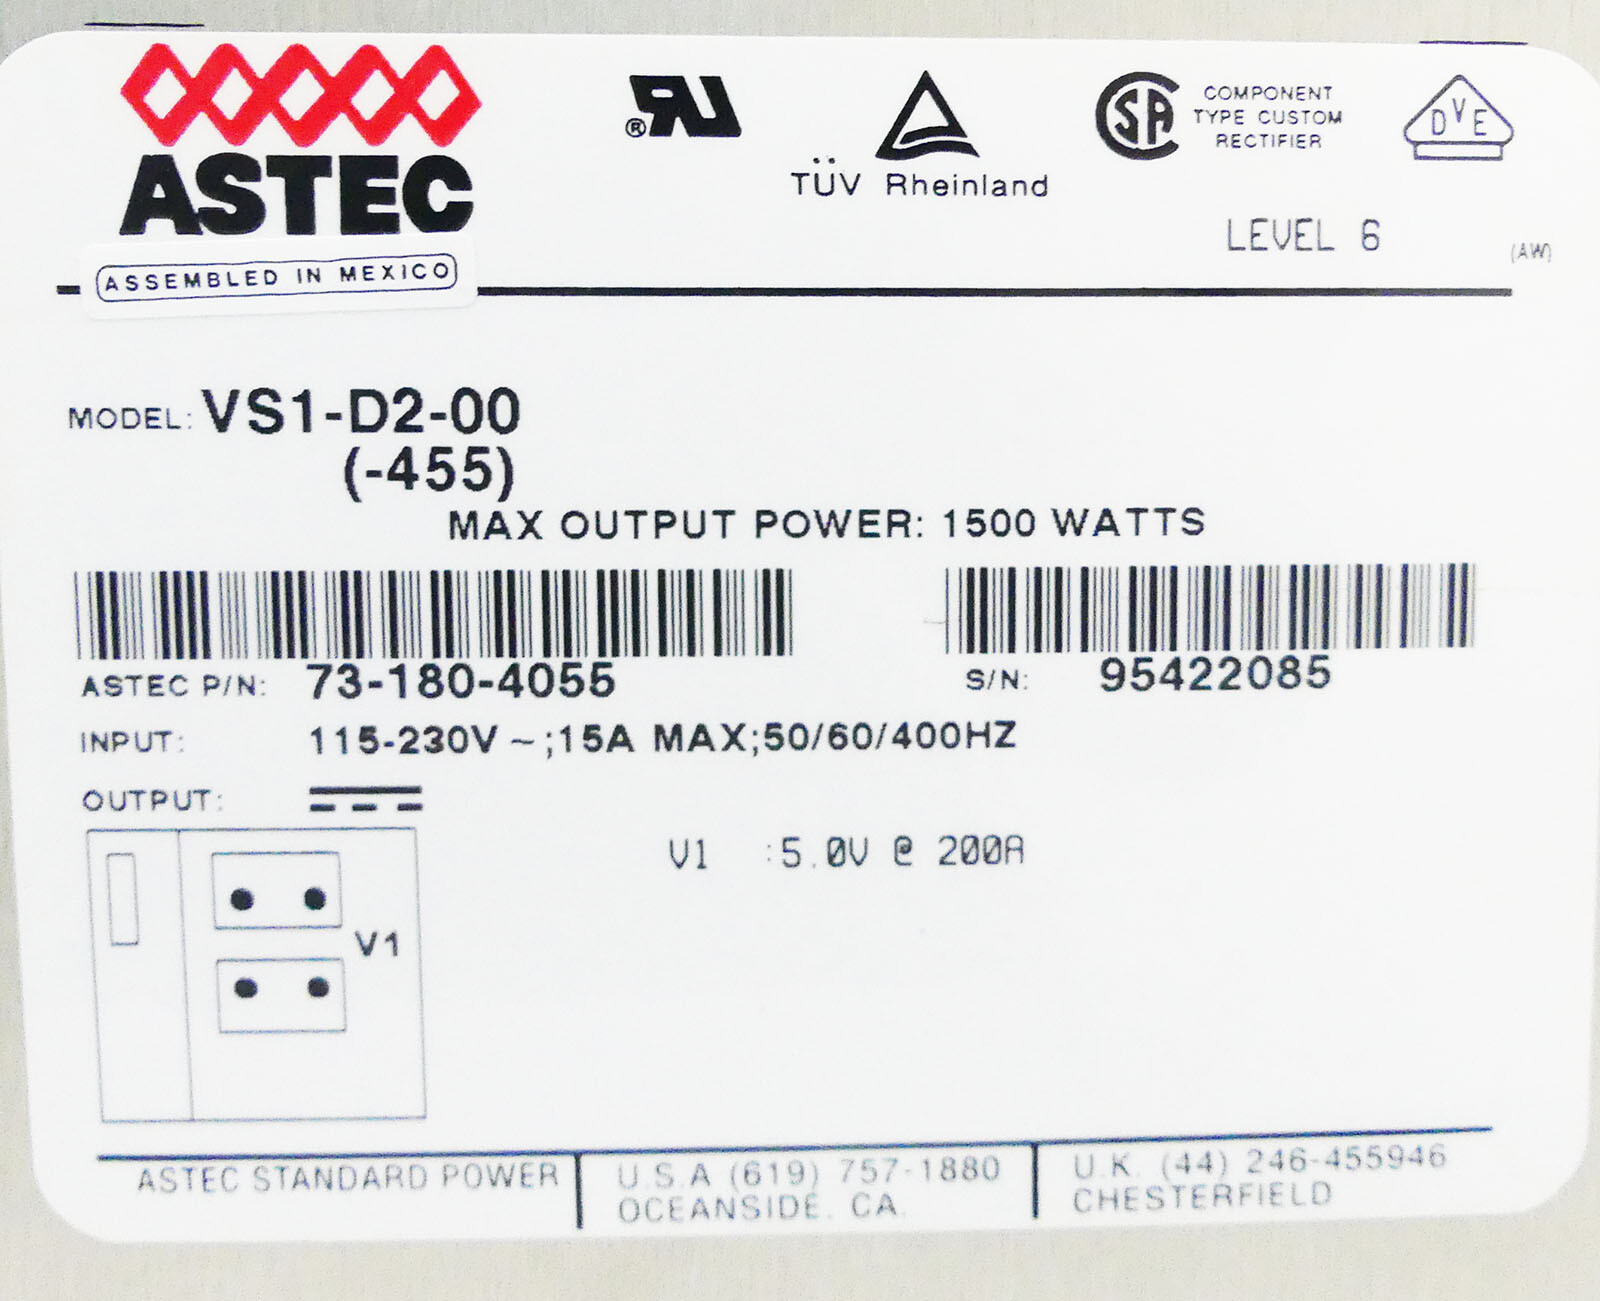 ASTEC
ASSEMBLED IN MEXICO
®
TÜV Rheinland
CSA
COMPONENT
TYPE CUSTOM
RECTIFIER
DVE
LEVEL 6
(AW)
MODEL: VS1-D2-00
(-455)
MAX OUTPUT POWER: 1500 WATTS
ASTEC P/N: 73-180-4055
S/N: 95422085
INPUT: 115-230V ~;15A MAX;50/60/400HZ
OUTPUT:
V1 :5.0V @ 200A
V1
ASTEC STANDARD POWER
U.S.A (619) 757-1880
OCEANSIDE. CA.
U.K. (44) 246-455946
CHESTERFIELD